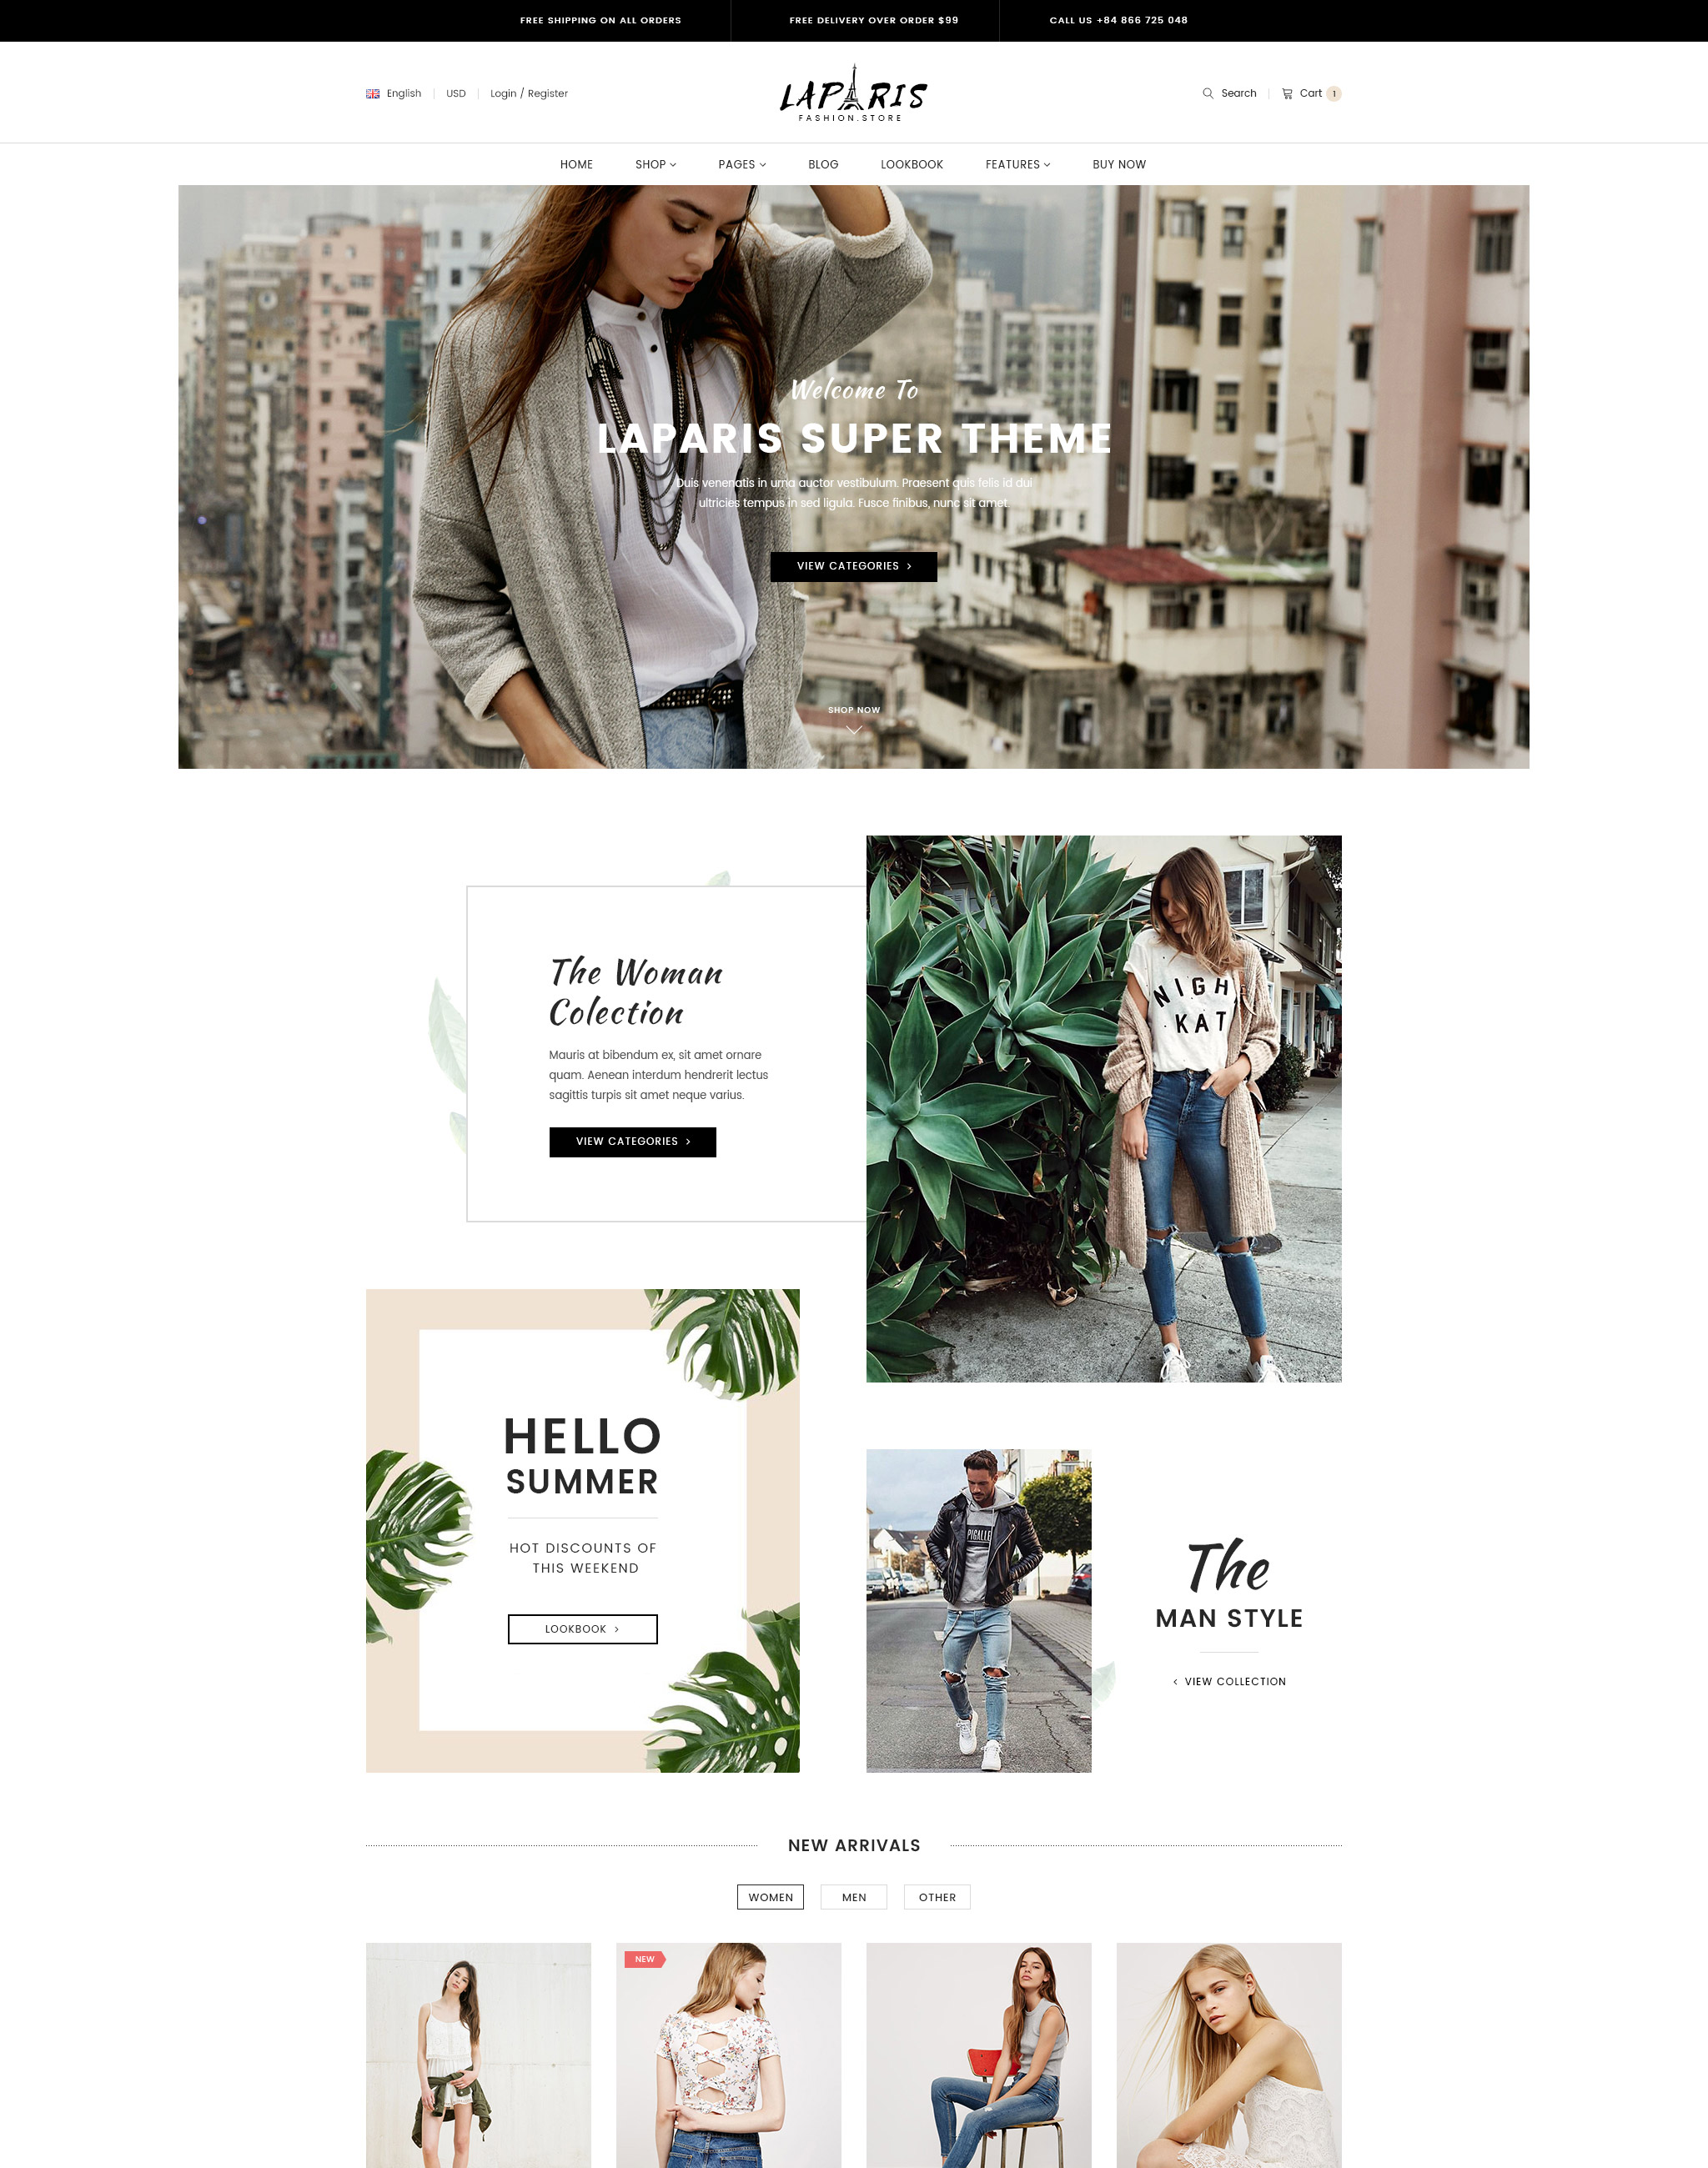 FREE SHIPPING ON ALL ORDERS
FREE DELIVERY OVER ORDER $99
CALL US +84 866 725 048
English
USD
Login / Register
LAPARIS
FASHION.STORE
Search
Cart 1
HOME
SHOP
PAGES
BLOG
LOOKBOOK
FEATURES
BUY NOW
Welcome To
LAPARIS SUPER THEME
Duis venenatis in urna auctor vestibulum. Praesent quis felis id dui
ultricies tempus in sed ligula. Fusce finibus, nunc sit amet.
VIEW CATEGORIES
SHOP NOW
The Woman
Colection
Mauris at bibendum ex, sit amet ornare
quam. Aenean interdum hendrerit lectus
sagittis turpis sit amet neque varius.
VIEW CATEGORIES
NIGH
KAT
HELLO
SUMMER
HOT DISCOUNTS OF
THIS WEEKEND
LOOKBOOK
PIGALLE
The
MAN STYLE
VIEW COLLECTION
NEW ARRIVALS
WOMEN
MEN
OTHER
NEW